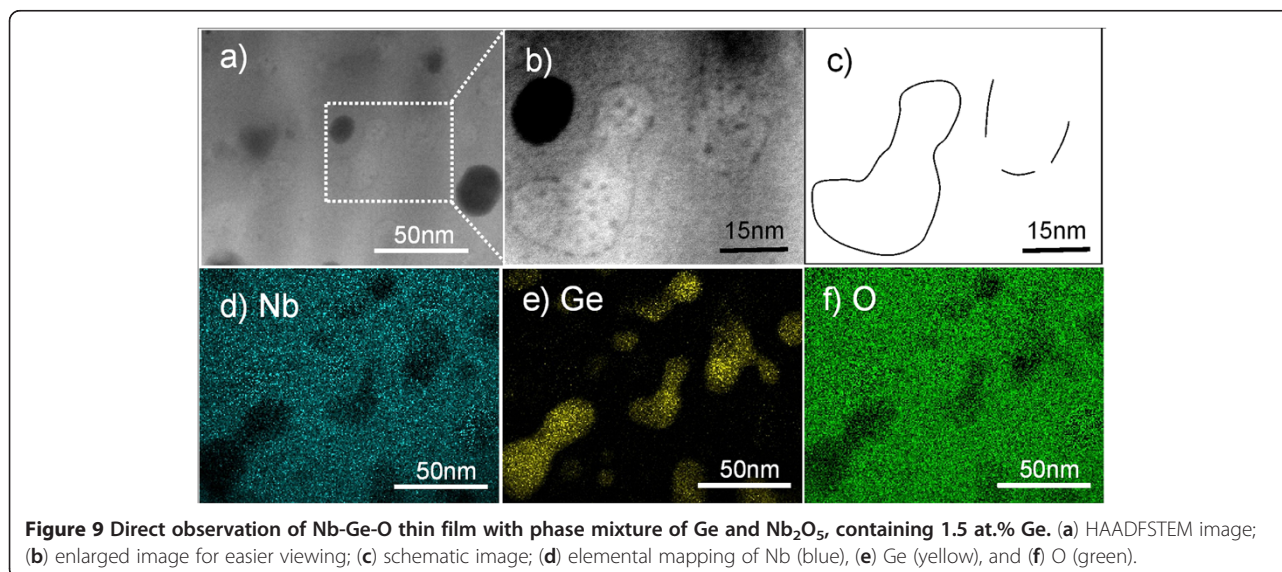 a)
50nm
b)
15nm
c)
15nm
d) Nb
50nm
e) Ge
50nm
f) O
50nm
Figure 9 Direct observation of Nb-Ge-O thin film with phase mixture of Ge and Nb₂O₅, containing 1.5 at.% Ge. (a) HAADFSTEM image;
(b) enlarged image for easier viewing; (c) schematic image; (d) elemental mapping of Nb (blue), (e) Ge (yellow), and (f) O (green).